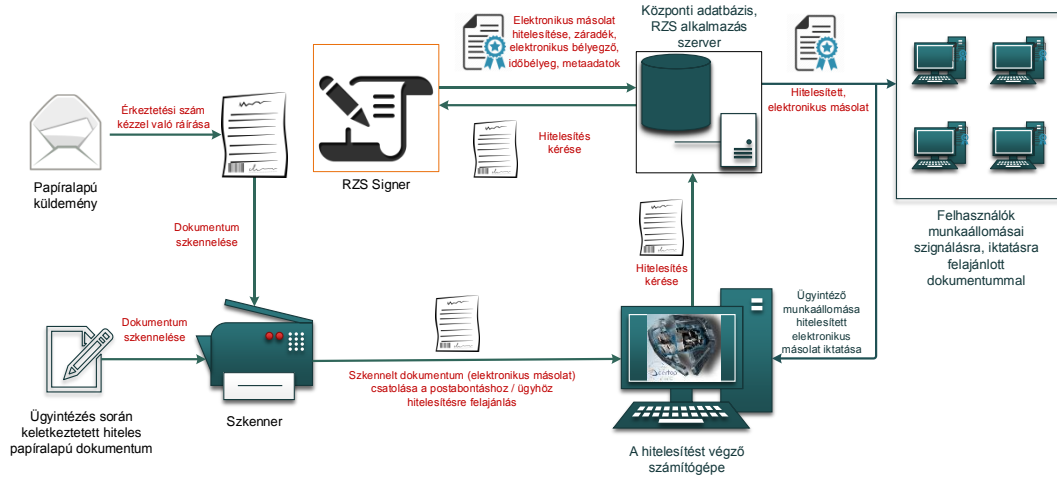 Elektronikus másolat
hitelesítése, záradék,
elektronikus bélyegző,
időbélyeg, metaadatok
Központi adatbázis,
RZS alkalmazás
szerver
Érkeztetési szám
kézzel való ráírása
Hitelesítés
kérése
Hitelesített,
elektronikus másolat
Papíralapú
küldemény
RZS Signer
Dokumentum
szkennelése
Hitelesítés
kérése
Felhasználók
munkaállomásai
szignálásra, iktatásra
felajánlott
dokumentummal
Dokumentum
szkennelése
Ügyintéző
munkaállomása
hitelesített
elektronikus
másolat iktatása
Szkennelt dokumentum (elektronikus másolat)
csatolása a postabontáshoz / ügyhöz
hitelesítésre felajánlás
Ügyintézés során
keletkeztetett hiteles
papíralapú dokumentum
Szkenner
A hitelesítést végző
számítógépe